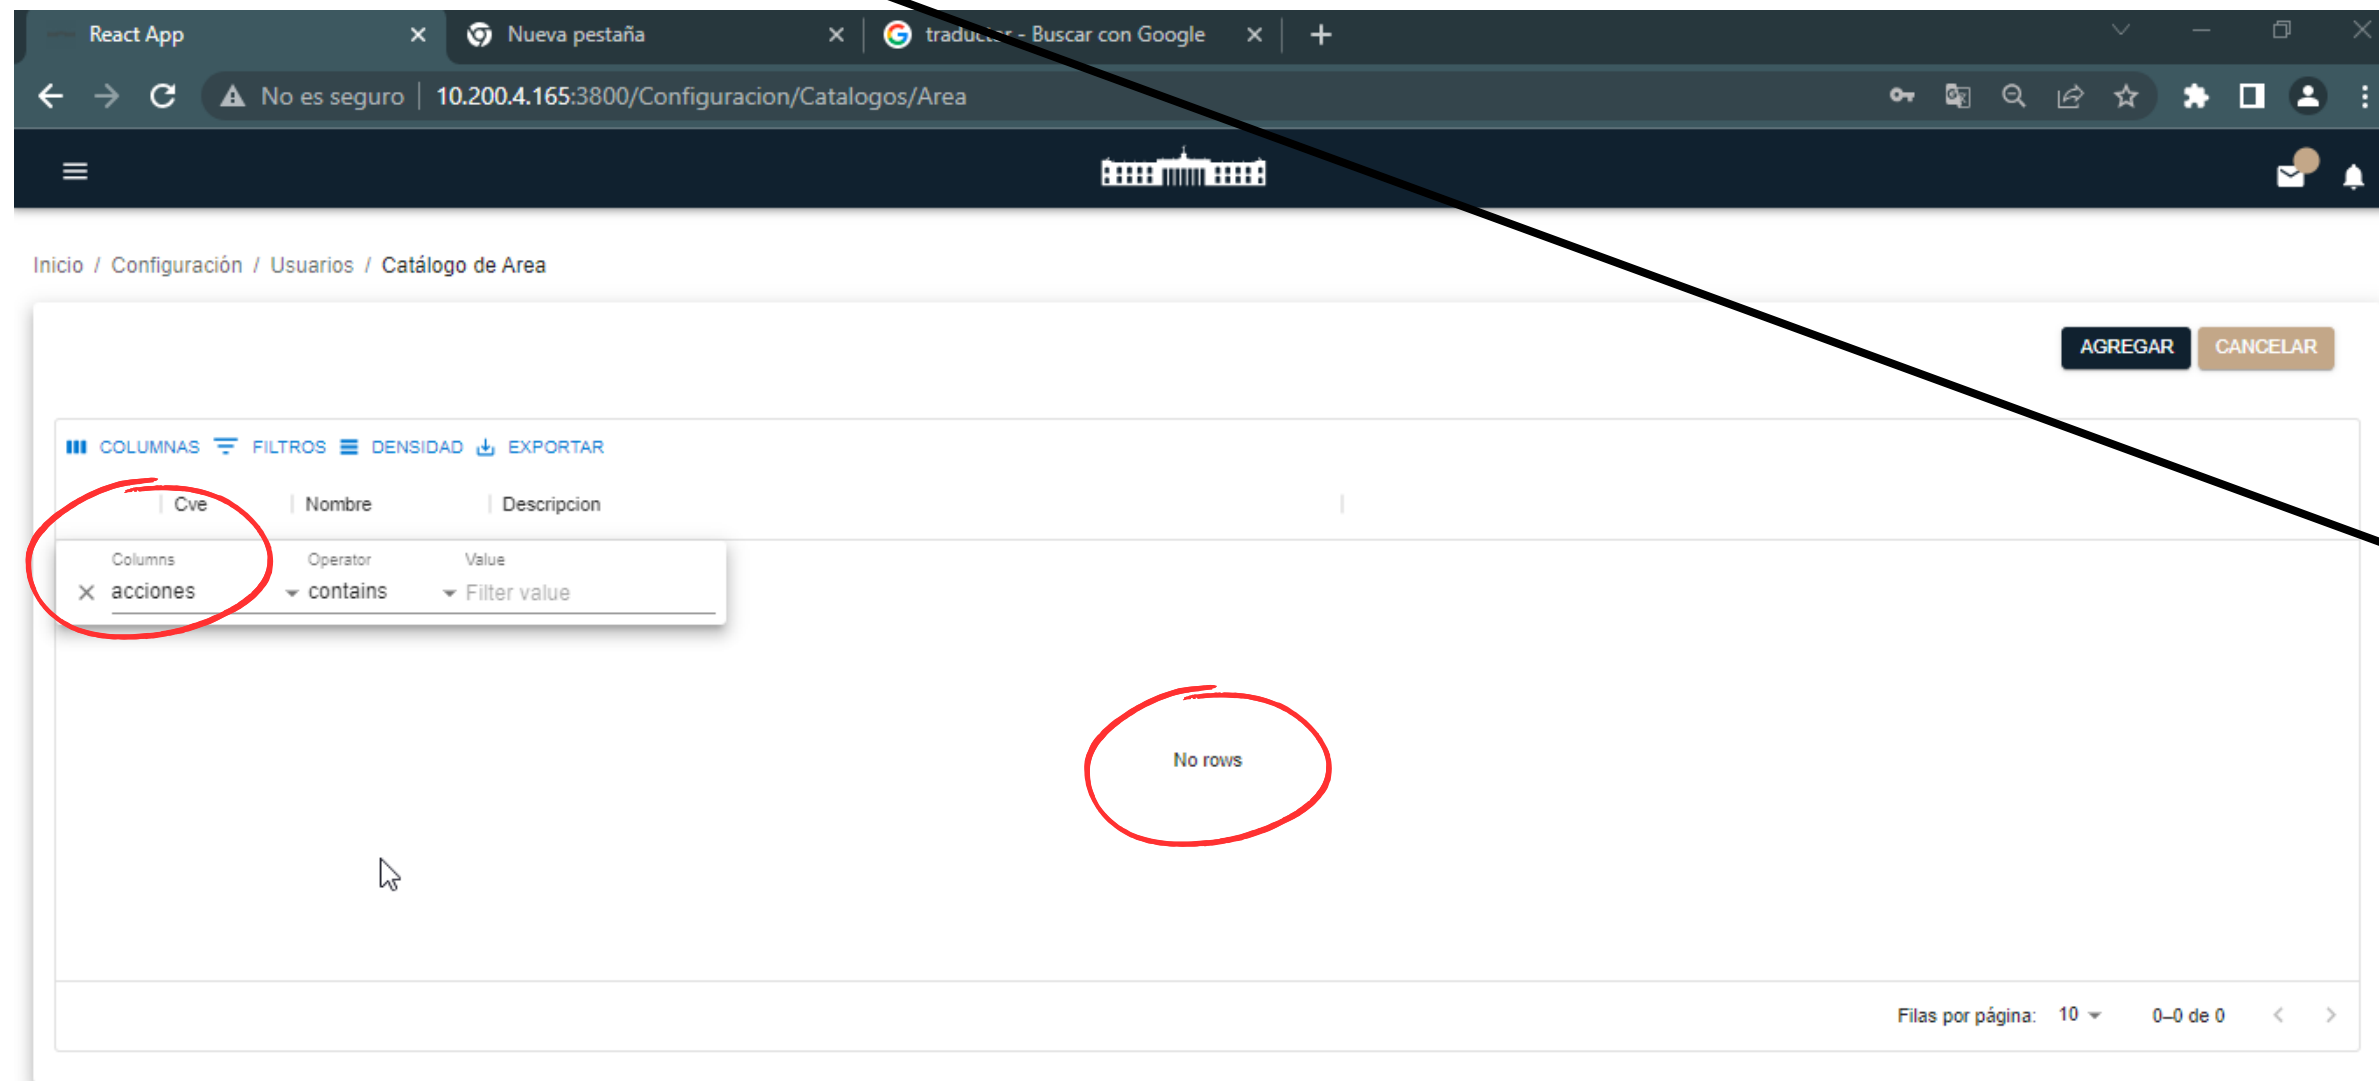 React App
Nueva pestaña
traductor - Buscar con Google
No es seguro 10.200.4.165:3800/Configuracion/Catalogos/Area
Inicio / Configuración / Usuarios / Catálogo de Area
AGREGAR CANCELAR
COLUMNAS FILTROS DENSIDAD EXPORTAR
Cve Nombre Descripcion
Columns Operator Value
acciones contains Filter value
No rows
Filas por página: 10 0–0 de 0